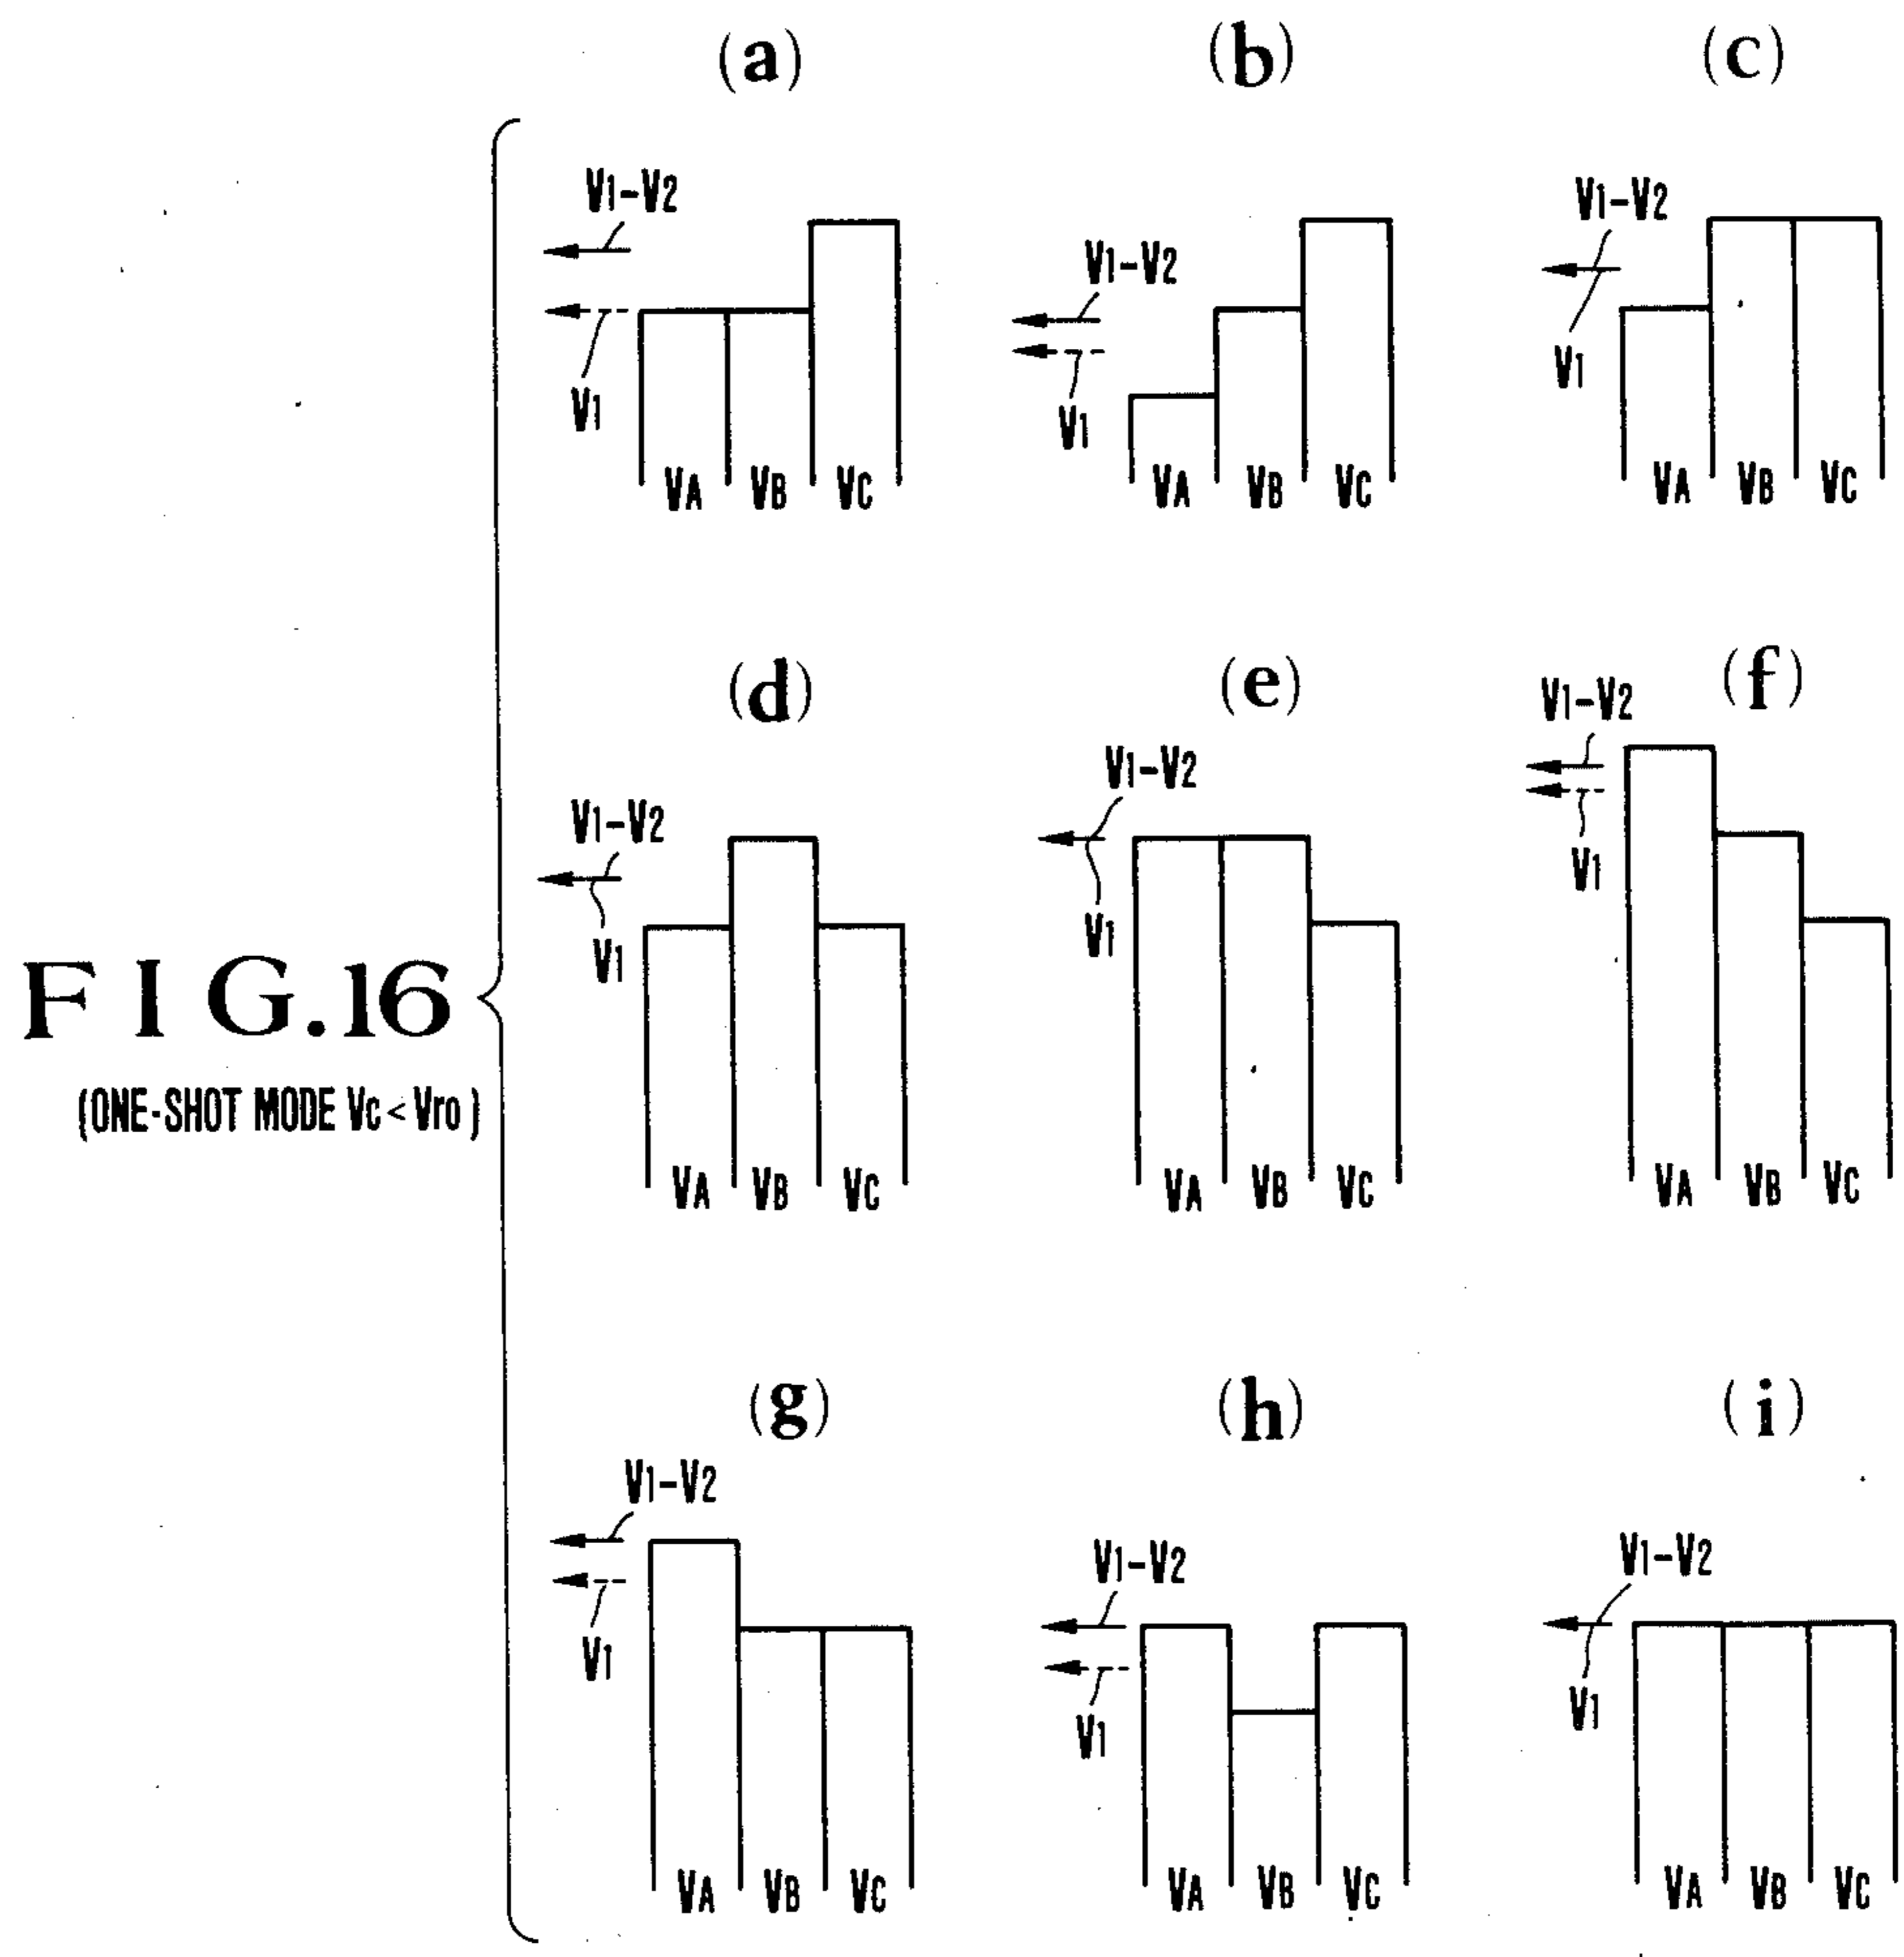 (a)
(b)
(c)
V1-V2
V1
VA VB VC
V1-V2
V1
VA VB VC
V1-V2
V1
VA VB VC
(d)
(e)
(f)
V1-V2
V1
VA VB VC
V1-V2
V1
VA VB VC
V1-V2
V1
VA VB VC
FIG.16
(ONE-SHOT MODE Vc < Vro)
(g)
(h)
(i)
V1-V2
V1
VA VB VC
V1-V2
V1
VA VB VC
V1-V2
V1
VA VB VC